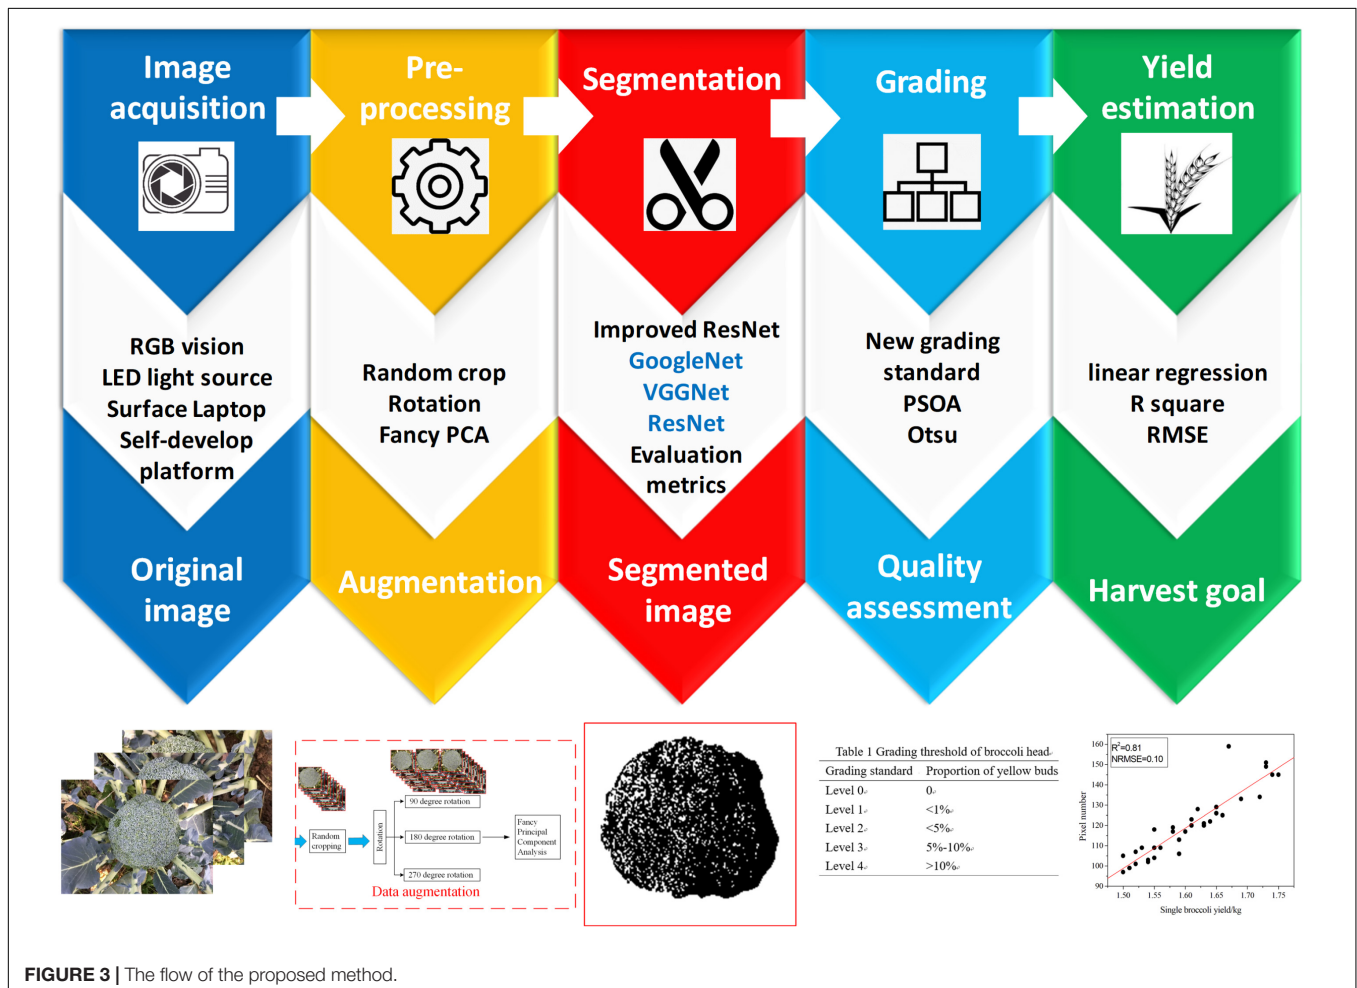 Image
acquisition
Pre-
processing
Segmentation
Grading
Yield
estimation
RGB vision
LED light source
Surface Laptop
Self-develop
platform
Random crop
Rotation
Fancy PCA
Improved ResNet
GoogleNet
VGGNet
ResNet
Evaluation
metrics
New grading
standard
PSOA
Otsu
linear regression
R square
RMSE
Original
image
Augmentation
Segmented
image
Quality
assessment
Harvest goal
Random
cropping
Rotation
90 degree rotation
180 degree rotation
270 degree rotation
Fancy
Principal
Component
Analysis
Data augmentation
Table 1 Grading threshold of broccoli head
Grading standard Proportion of yellow buds
Level 0 0
Level 1 <1%
Level 2 <5%
Level 3 5%-10%
Level 4 >10%
R²=0.81
NRMSE=0.10
Pixel number
160
150
140
130
120
110
100
90
1.50 1.55 1.60 1.65 1.70 1.75
Single broccoli yield/kg
FIGURE 3 | The flow of the proposed method.